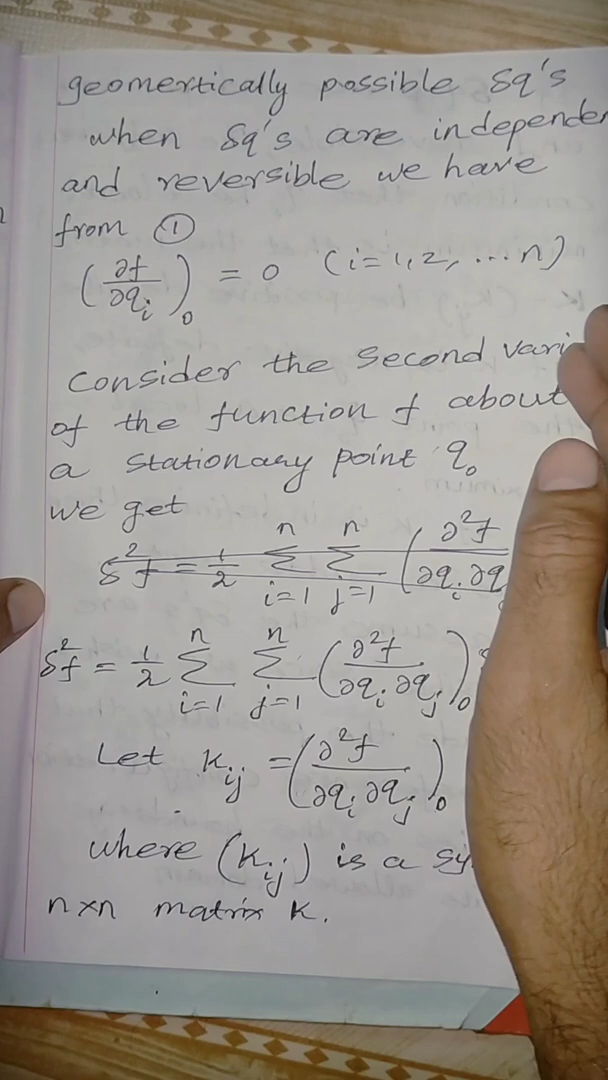 geomertically possible δq's
when δq's are independen
and reversible we have
from ①
(∂f/∂q_i)_0 = 0 (i=1,2,...n)
Consider the second vari
of the function f about
a stationary point q_0
we get
δ²f = 1/2 Σ_{i=1}^{n} Σ_{j=1}^{n} (∂²f/∂q_i ∂q
δ²f = 1/2 Σ_{i=1}^{n} Σ_{j=1}^{n} (∂²f/∂q_i ∂q_j)_0
Let K_ij = (∂²f/∂q_i ∂q_j)_0
where (K_ij) is a sy
n×n matrix K.